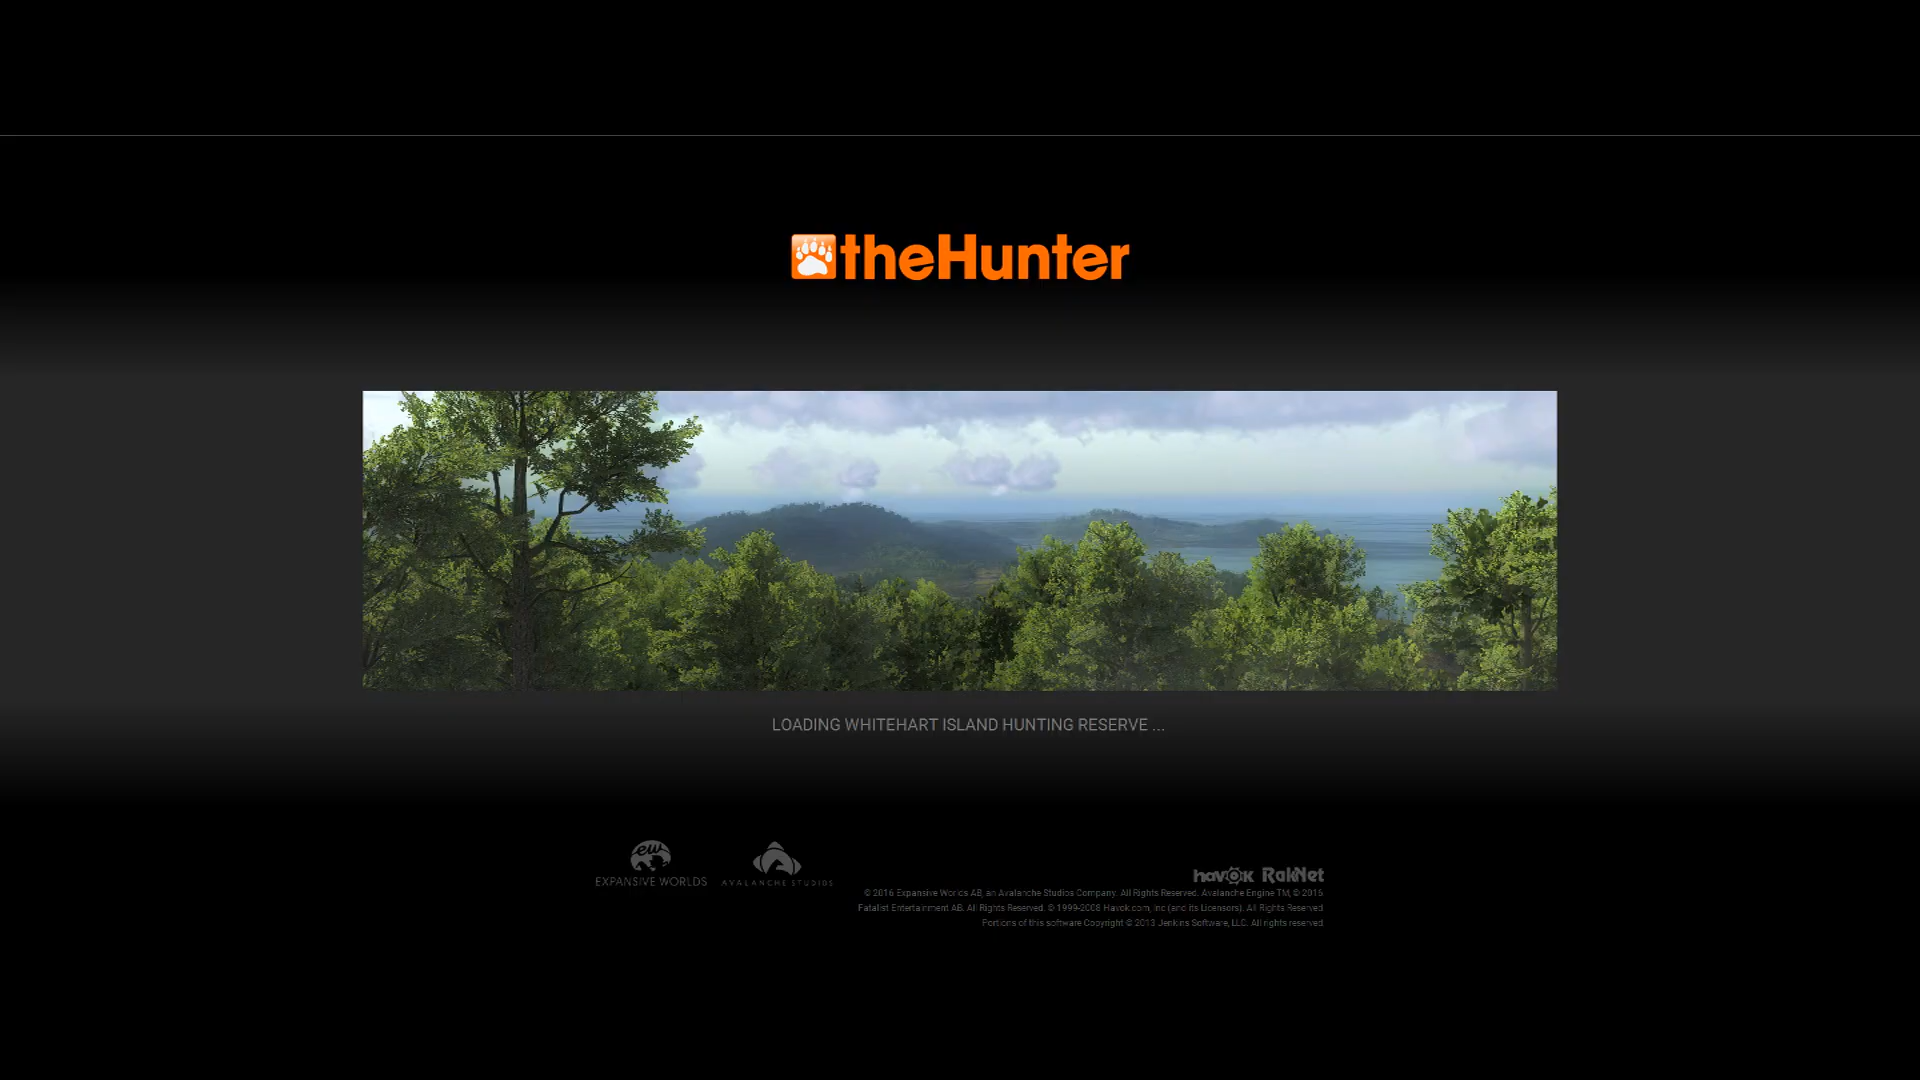 theHunter
LOADING WHITEHART ISLAND HUNTING RESERVE ...
ew
EXPANSIVE WORLDS
AVALANCHE STUDIOS
havok RakNet
© 2016 Expansive Worlds AB, an Avalanche Studios Company. All Rights Reserved. Avalanche Engine TM, © 2015
Fatalist Entertainment AB. All Rights Reserved. © 1999-2008 Havok.com, Inc (and its Licensors). All Rights Reserved
Portions of this software Copyright © 2013 Jenkins Software, LLC. All rights reserved